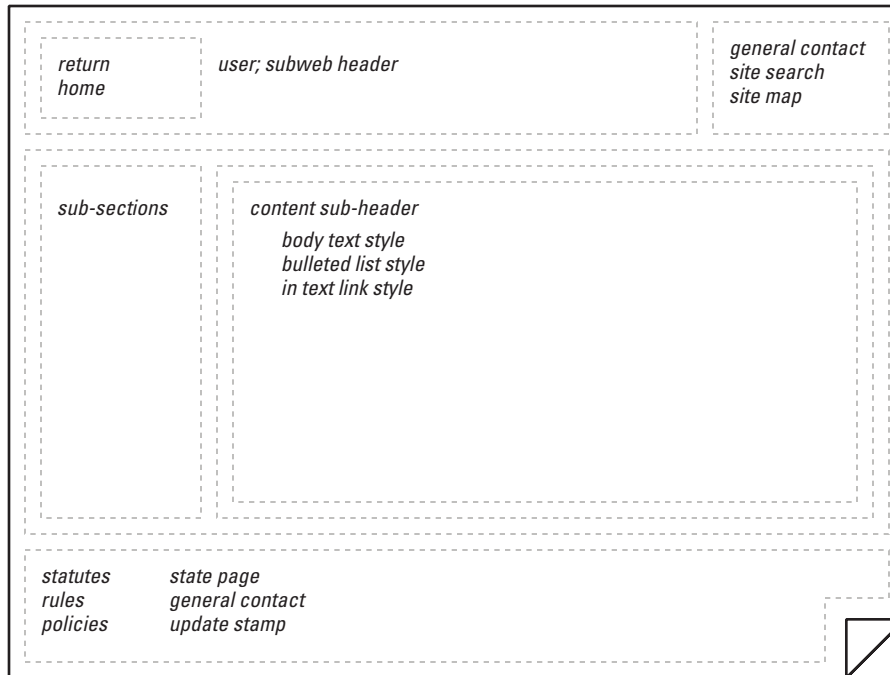 return
home
user; subweb header
general contact
site search
site map
sub-sections
content sub-header
body text style
bulleted list style
in text link style
statutes
rules
policies
state page
general contact
update stamp